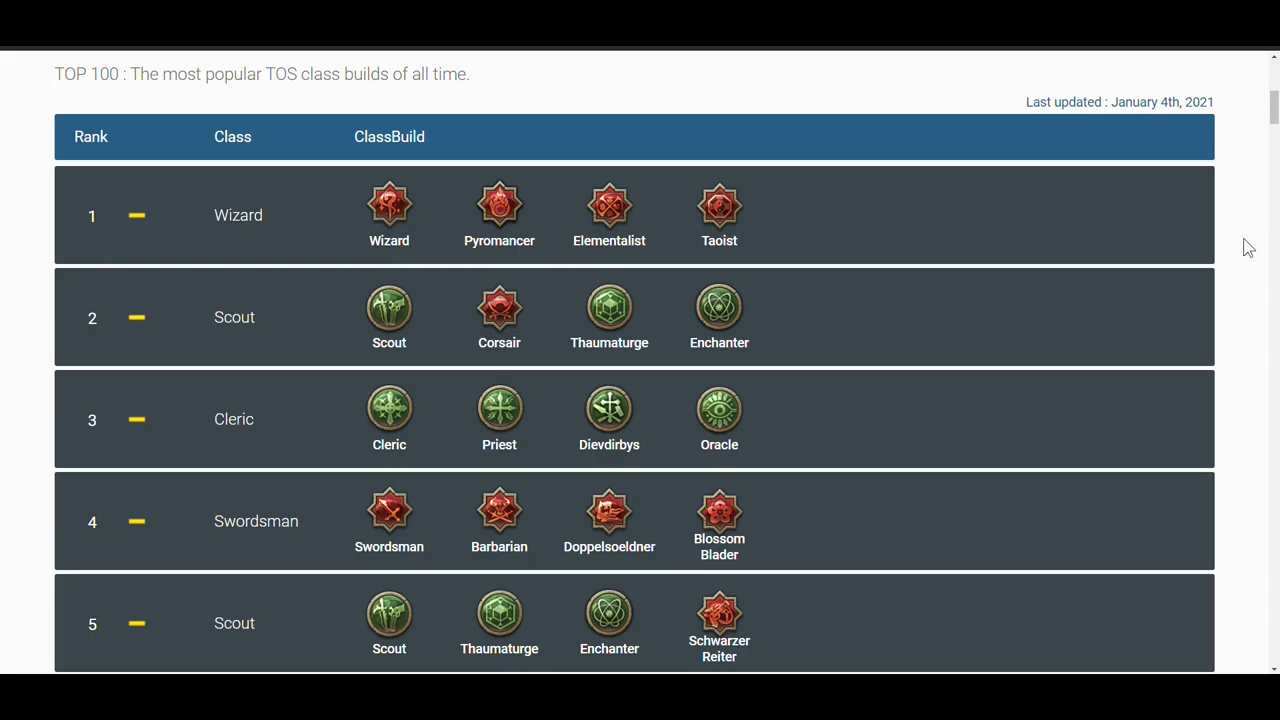 TOP 100 : The most popular TOS class builds of all time.
Last updated : January 4th, 2021
Rank Class ClassBuild
1 Wizard Wizard Pyromancer Elementalist Taoist
2 Scout Scout Corsair Thaumaturge Enchanter
3 Cleric Cleric Priest Dievdirbys Oracle
4 Swordsman Swordsman Barbarian Doppelsoeldner Blossom
Blader
5 Scout Scout Thaumaturge Enchanter Schwarzer
Reiter